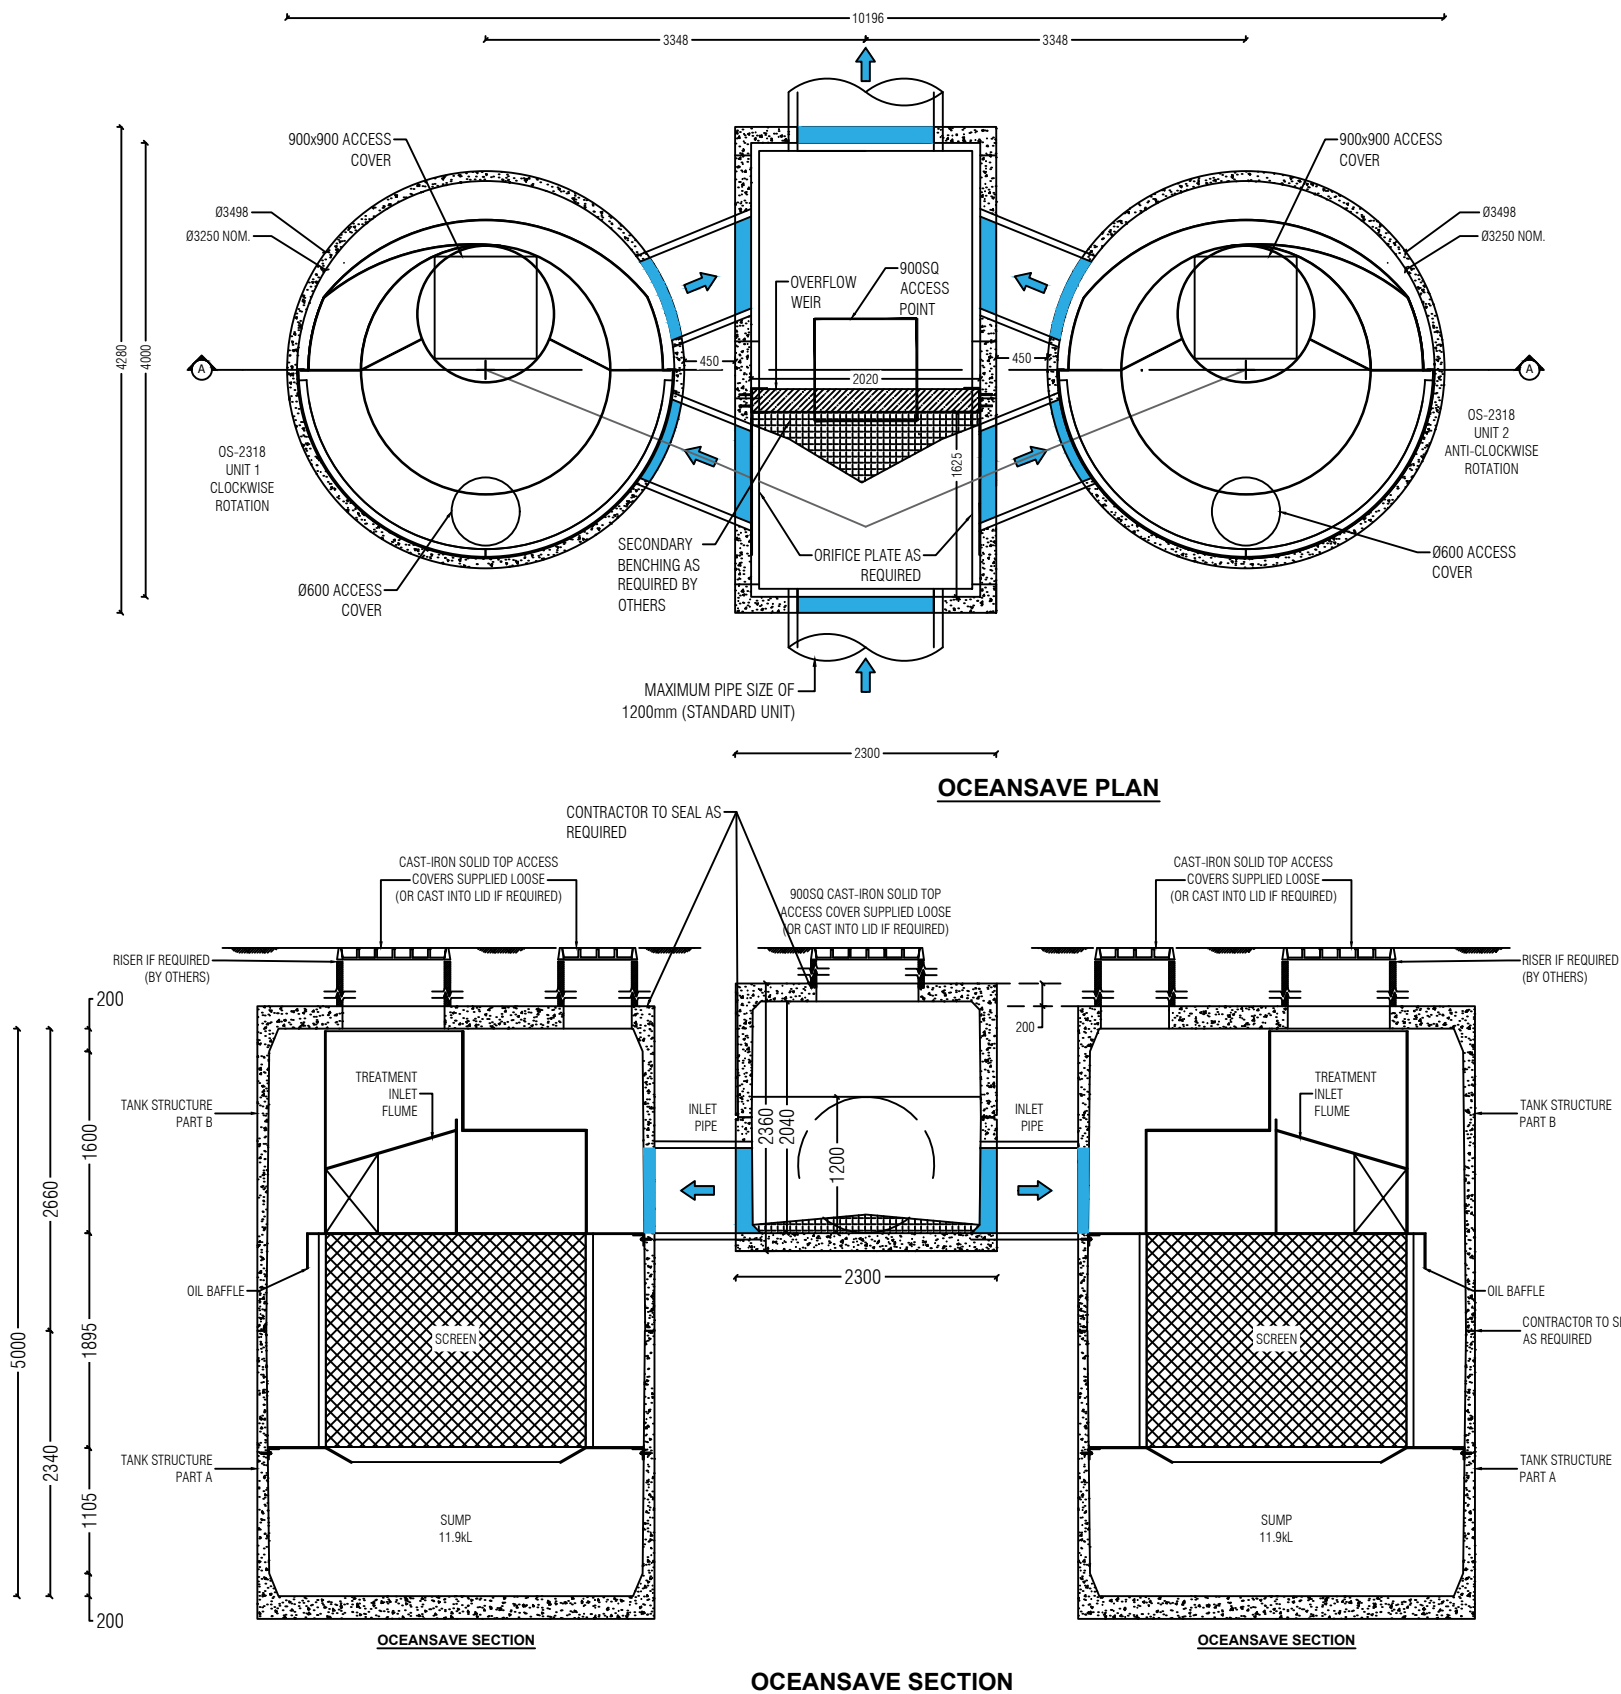 10196
3348
3348
900x900 ACCESS
COVER
900x900 ACCESS
COVER
Ø3498
Ø3250 NOM.
Ø3498
Ø3250 NOM.
4280
4000
OVERFLOW
WEIR
900SQ
ACCESS
POINT
A
450
450
A
2020
OS-2318
UNIT 1
CLOCKWISE
ROTATION
OS-2318
UNIT 2
ANTI-CLOCKWISE
ROTATION
1625
SECONDARY
BENCHING AS
REQUIRED BY
OTHERS
ORIFICE PLATE AS
REQUIRED
Ø600 ACCESS
COVER
Ø600 ACCESS
COVER
MAXIMUM PIPE SIZE OF
1200mm (STANDARD UNIT)
2300
OCEANSAVE PLAN
CONTRACTOR TO SEAL AS
REQUIRED
CAST-IRON SOLID TOP ACCESS
COVERS SUPPLIED LOOSE
(OR CAST INTO LID IF REQUIRED)
900SQ CAST-IRON SOLID TOP
ACCESS COVER SUPPLIED LOOSE
(OR CAST INTO LID IF REQUIRED)
CAST-IRON SOLID TOP ACCESS
COVERS SUPPLIED LOOSE
(OR CAST INTO LID IF REQUIRED)
RISER IF REQUIRED
(BY OTHERS)
RISER IF REQUIRED
(BY OTHERS)
200
200
TREATMENT
INLET
FLUME
TREATMENT
INLET
FLUME
TANK STRUCTURE
PART B
INLET
PIPE
INLET
PIPE
TANK STRUCTURE
PART B
1600
2660
2360
2040
1200
2300
OIL BAFFLE
OIL BAFFLE
SCREEN
SCREEN
CONTRACTOR TO S
AS REQUIRED
5000
1895
2340
1105
TANK STRUCTURE
PART A
TANK STRUCTURE
PART A
SUMP
11.9kL
SUMP
11.9kL
200
OCEANSAVE SECTION
OCEANSAVE SECTION
OCEANSAVE SECTION